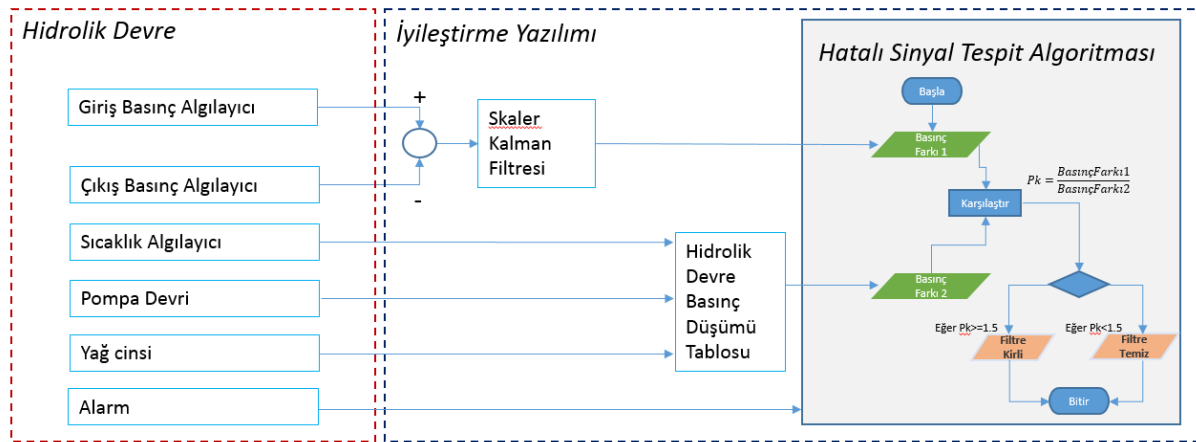 Hidrolik Devre
Giriş Basınç Algılayıcı
Çıkış Basınç Algılayıcı
Sıcaklık Algılayıcı
Pompa Devri
Yağ cinsi
Alarm
İyileştirme Yazılımı
+
-
Skaler
Kalman
Filtresi
Hidrolik
Devre
Basınç
Düşümü
Tablosu
Hatalı Sinyal Tespit Algoritması
Başla
Basınç
Farkı 1
Karşılaştır
Pk = BasınçFarkı1
BasınçFarkı2
Basınç
Farkı 2
Eğer Pk>=1.5
Eğer Pk<1.5
Filtre
Kirli
Filtre
Temiz
Bitir